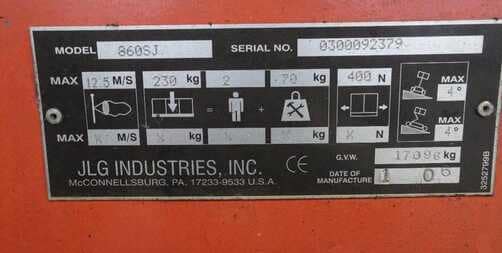 MODEL 860SJ SERIAL NO. 0300092379
MAX 12.5 M/S 230 kg 2 70 kg 400 N MAX 4°
= +
MAX M/S kg kg N MAX 4°
JLG INDUSTRIES, INC. CE G.V.W. 17098 kg
McCONNELLSBURG, PA. 17233-9533 U.S.A. DATE OF MANUFACTURE 1 06
3252799B